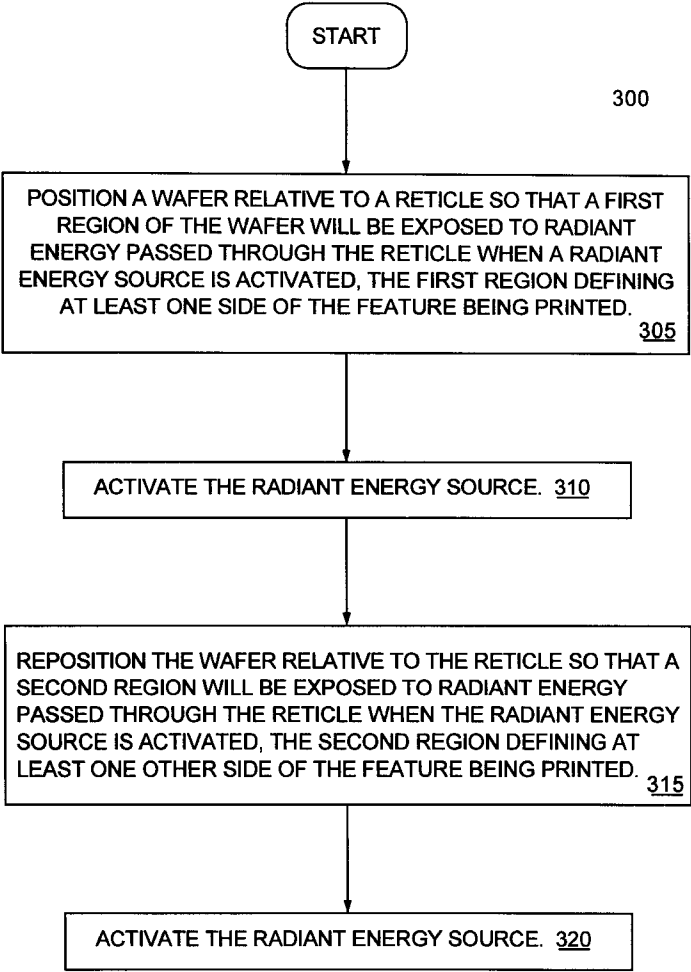 START
300
POSITION A WAFER RELATIVE TO A RETICLE SO THAT A FIRST
REGION OF THE WAFER WILL BE EXPOSED TO RADIANT
ENERGY PASSED THROUGH THE RETICLE WHEN A RADIANT
ENERGY SOURCE IS ACTIVATED, THE FIRST REGION DEFINING
AT LEAST ONE SIDE OF THE FEATURE BEING PRINTED.
305
ACTIVATE THE RADIANT ENERGY SOURCE. 310
REPOSITION THE WAFER RELATIVE TO THE RETICLE SO THAT A
SECOND REGION WILL BE EXPOSED TO RADIANT ENERGY
PASSED THROUGH THE RETICLE WHEN THE RADIANT ENERGY
SOURCE IS ACTIVATED, THE SECOND REGION DEFINING AT
LEAST ONE OTHER SIDE OF THE FEATURE BEING PRINTED.
315
ACTIVATE THE RADIANT ENERGY SOURCE. 320